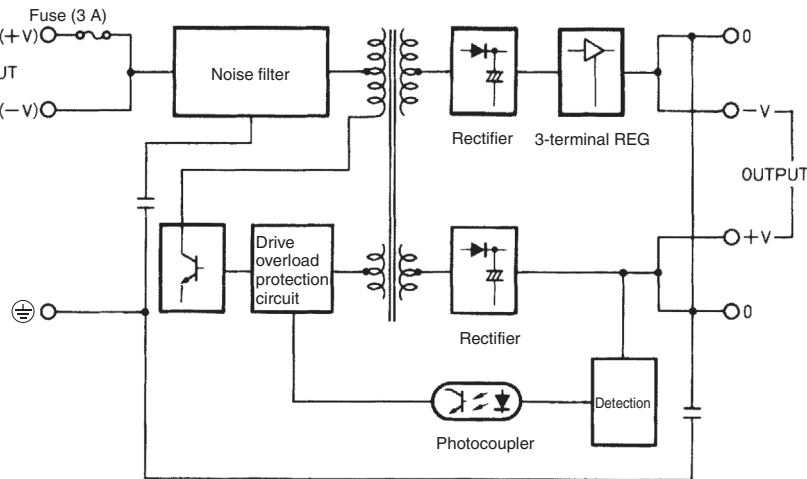 Fuse (3 A)
(+V)
UT
(−V)
Noise filter
Rectifier
3-terminal REG
0
−V
OUTPUT
+V
0
Drive
overload
protection
circuit
Rectifier
Detection
Photocoupler